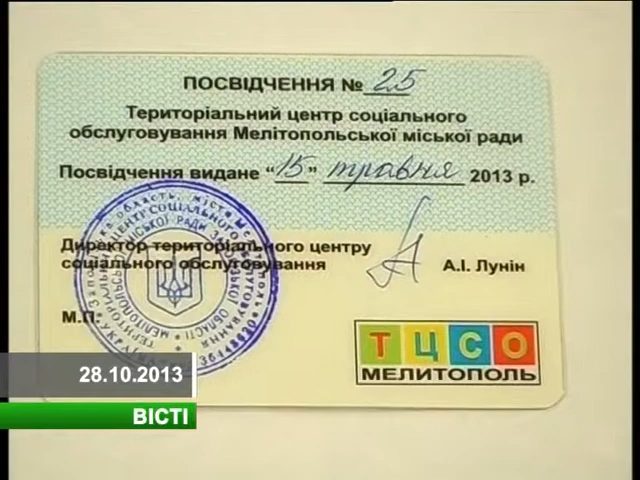 ПОСВІДЧЕННЯ № 25
Територіальний центр соціального
обслуговування Мелітопольської міської ради
Посвідчення видане "15" травня 2013 р.
Директор територіального центру
соціального обслуговування
А.І. Лунін
М.П.
ТЦСО
МЕЛИТОПОЛЬ
28.10.2013
ВІСТІ